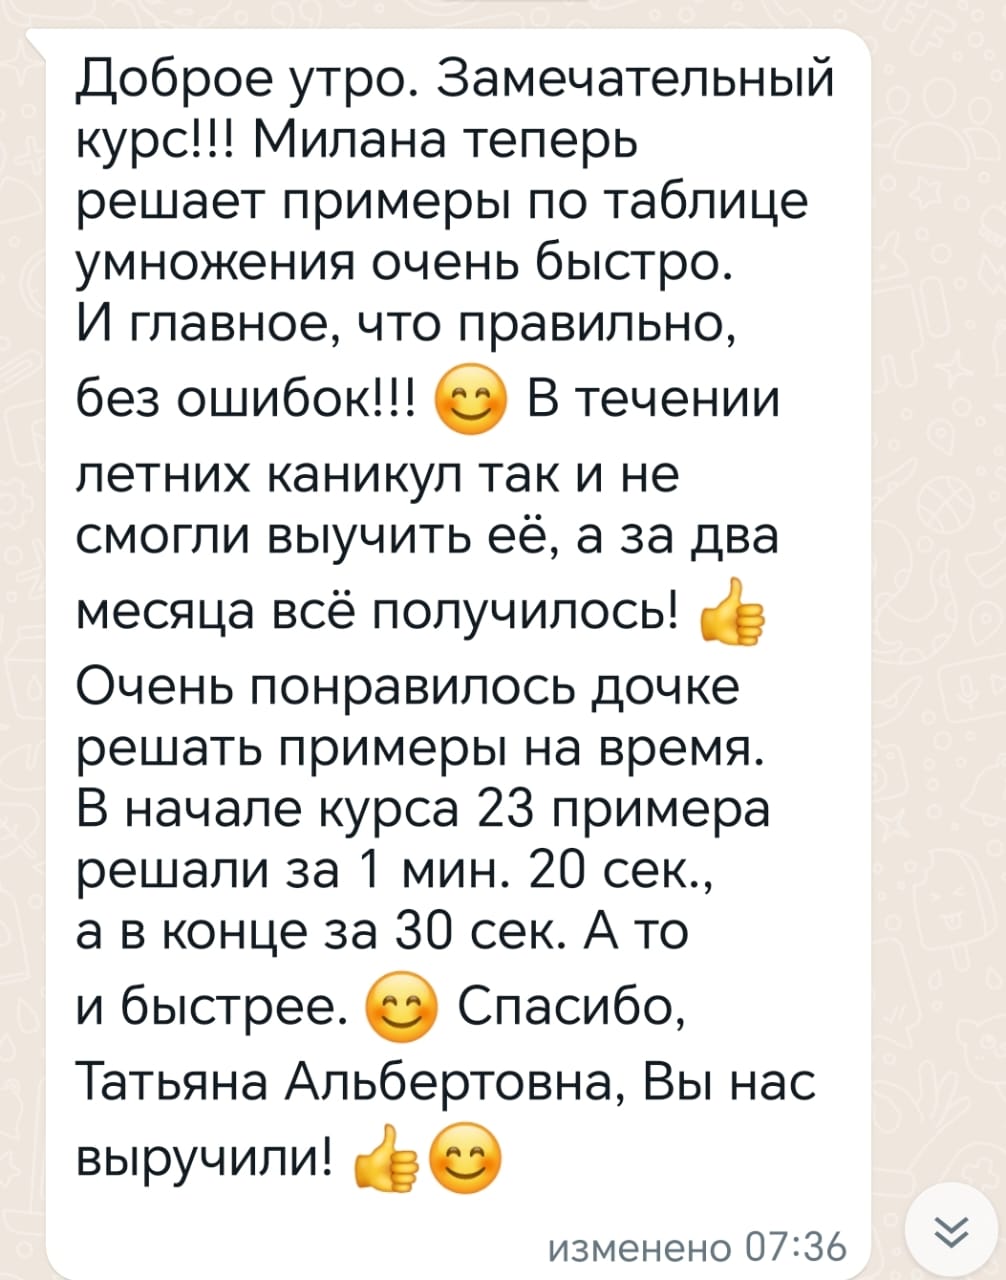 Доброе утро. Замечательный
курс!!! Милана теперь
решает примеры по таблице
умножения очень быстро.
И главное, что правильно,
без ошибок!!! 😊 В течении
летних каникул так и не
смогли выучить её, а за два
месяца всё получилось! 👍
Очень понравилось дочке
решать примеры на время.
В начале курса 23 примера
решали за 1 мин. 20 сек.,
а в конце за 30 сек. А то
и быстрее. 😊 Спасибо,
Татьяна Альбертовна, Вы нас
выручили! 👍😊
изменено 07:36